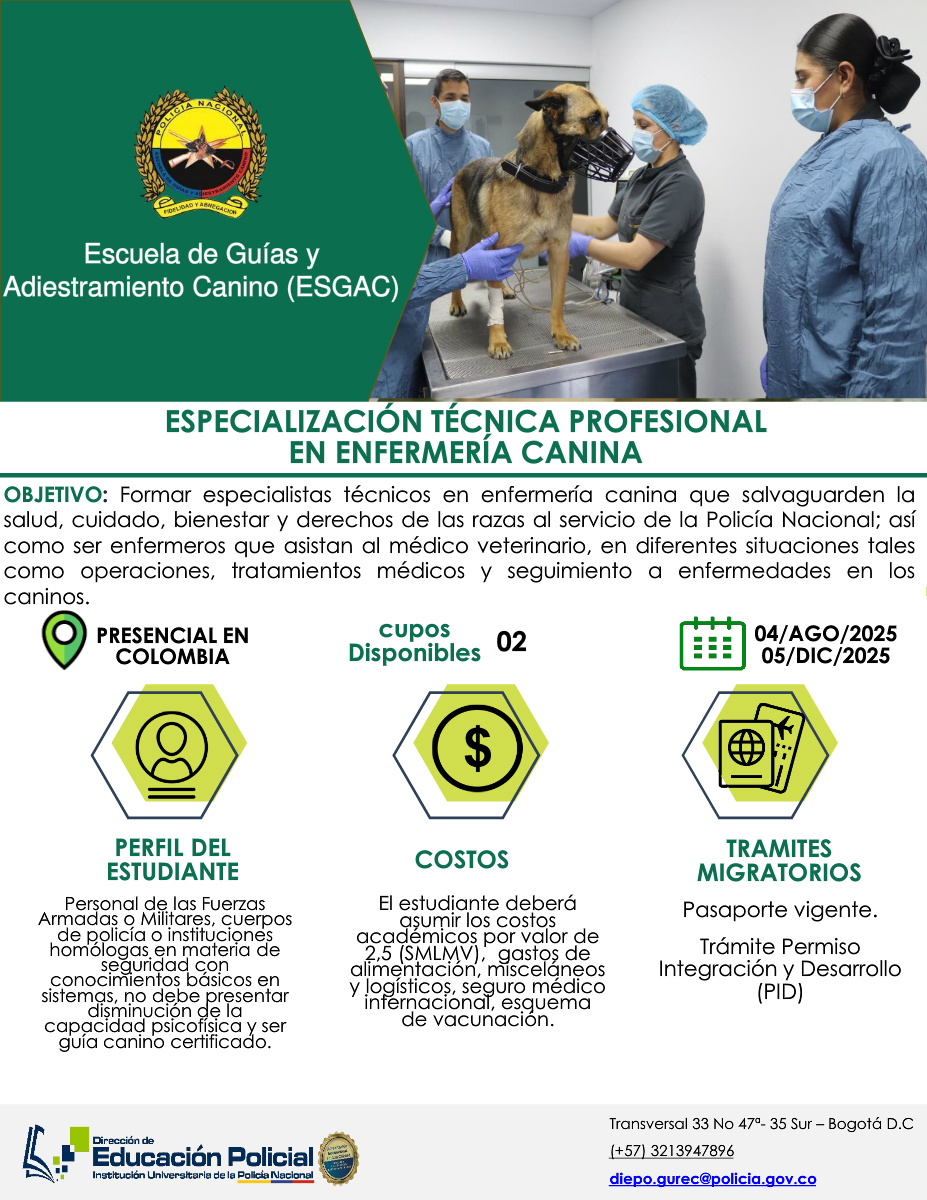 POLICIA NACIONAL
ESCUELA DE GUIAS Y ADIESTRAMIENTO CANINO
FIDELIDAD Y ABNEGACION
Escuela de Guías y
Adiestramiento Canino (ESGAC)
ESPECIALIZACIÓN TÉCNICA PROFESIONAL
EN ENFERMERÍA CANINA
OBJETIVO: Formar especialistas técnicos en enfermería canina que salvaguarden la
salud, cuidado, bienestar y derechos de las razas al servicio de la Policía Nacional; así
como ser enfermeros que asistan al médico veterinario, en diferentes situaciones tales
como operaciones, tratamientos médicos y seguimiento a enfermedades en los
caninos.
PRESENCIAL EN
COLOMBIA
cupos
Disponibles
02
04/AGO/2025
05/DIC/2025
$
PERFIL DEL
ESTUDIANTE
Personal de las Fuerzas
Armadas o Militares, cuerpos
de policía o instituciones
homólogas en materia de
seguridad con
conocimientos básicos en
sistemas, no debe presentar
disminución de la
capacidad psicofísica y ser
guía canino certificado.
COSTOS
El estudiante deberá
asumir los costos
académicos por valor de
2,5 (SMLMV), gastos de
alimentación, misceláneos
y logísticos, seguro médico
internacional, esquema
de vacunación.
TRAMITES
MIGRATORIOS
Pasaporte vigente.
Trámite Permiso
Integración y Desarrollo
(PID)
Dirección de
Educación Policial
Institución Universitaria de la Policía Nacional
Transversal 33 No 47ª- 35 Sur – Bogotá D.C
(+57) 3213947896
diepo.gurec@policia.gov.co